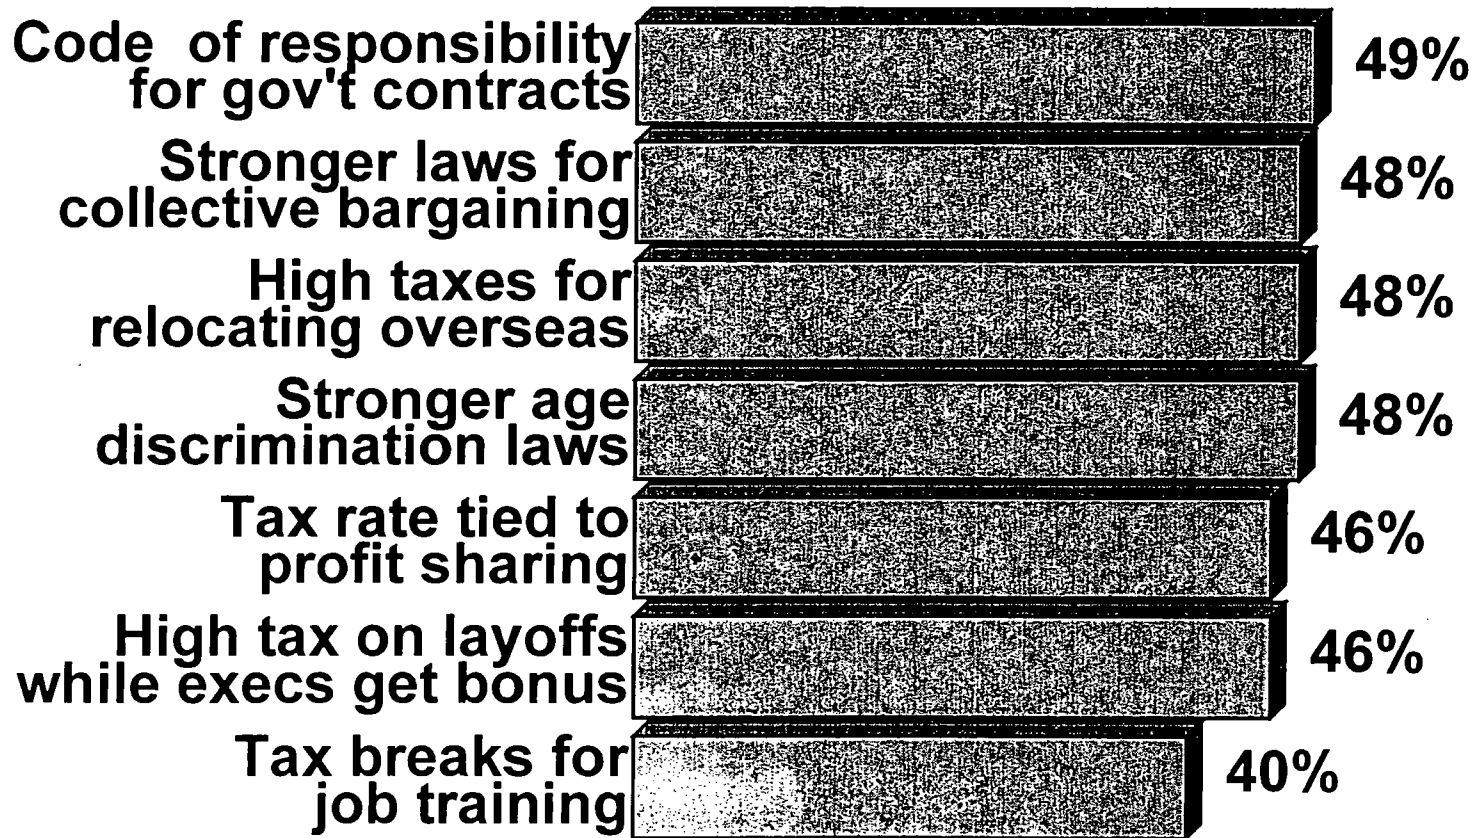 Code of responsibility
for gov't contracts
49%
Stronger laws for
collective bargaining
48%
High taxes for
relocating overseas
48%
Stronger age
discrimination laws
48%
Tax rate tied to
profit sharing
46%
High tax on layoffs
while execs get bonus
46%
Tax breaks for
job training
40%